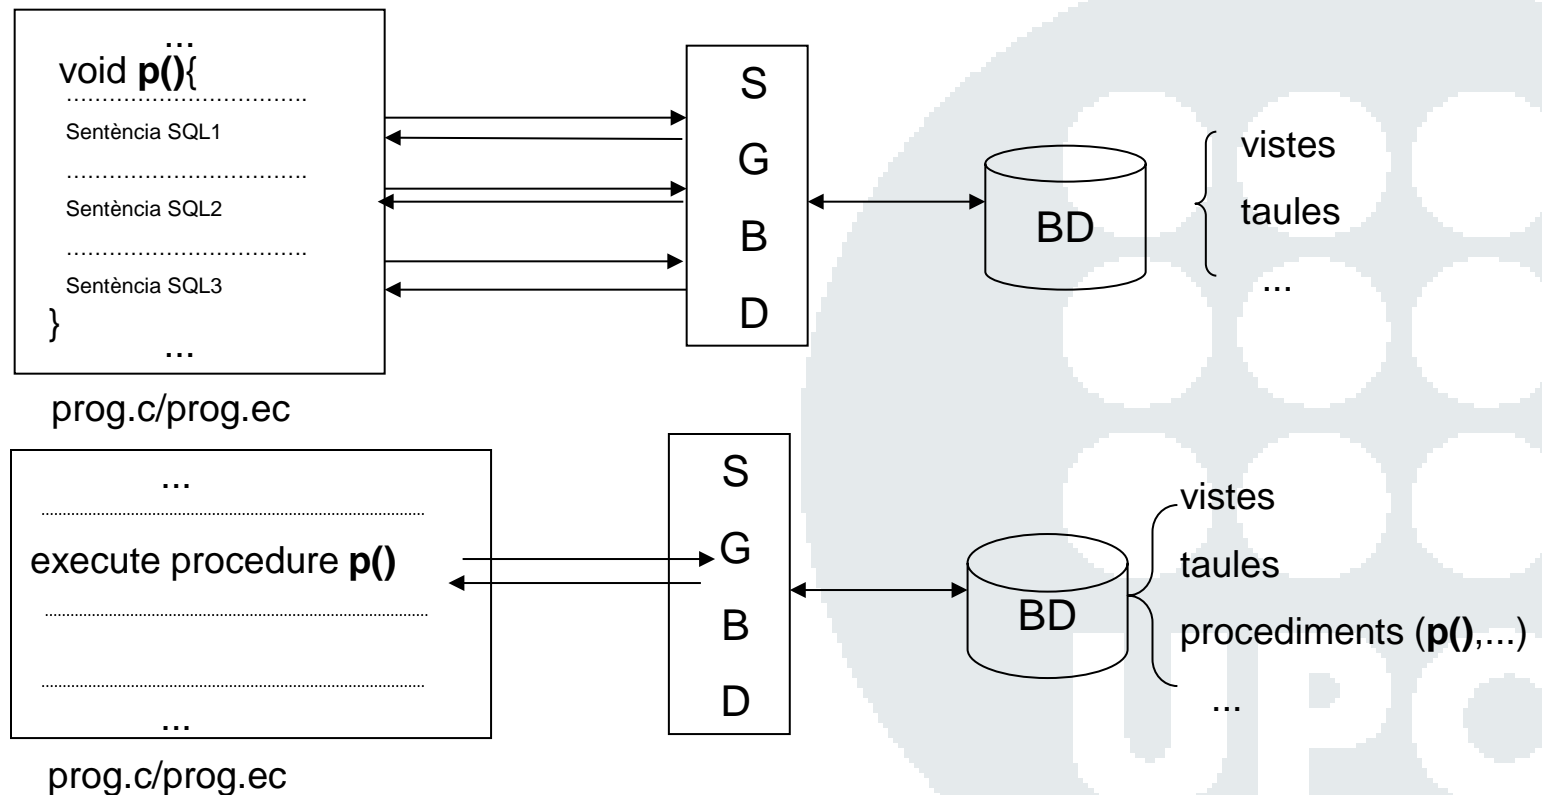 ...
void p(){
....................................
Sentència SQL1
....................................
Sentència SQL2
....................................
Sentència SQL3
}
...
prog.c/prog.ec
S
G
B
D
BD
vistes
taules
...
...
execute procedure p()
...
prog.c/prog.ec
S
G
B
D
BD
vistes
taules
procediments (p(),...)
...
UPC